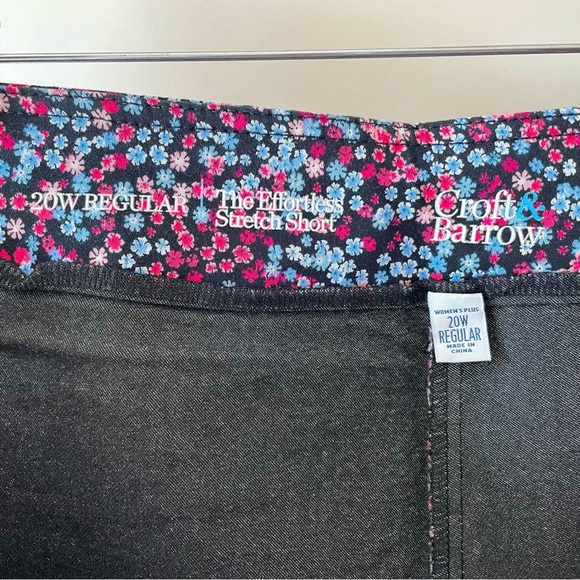 20W REGULAR
The Effortless
Stretch Short
Croft&
Barrow
WOMEN'S PLUS
20W
REGULAR
MADE IN
CHINA